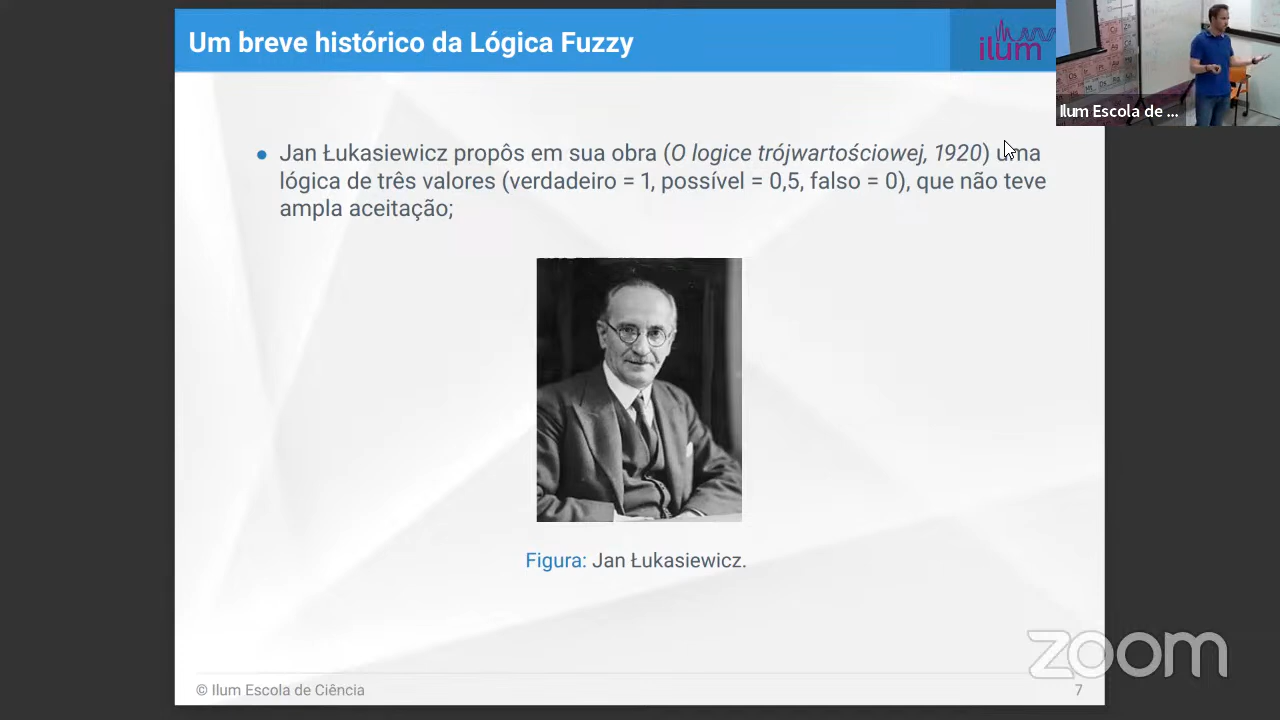 Um breve histórico da Lógica Fuzzy
ilum
Ilum Escola de ...
● Jan Łukasiewicz propôs em sua obra (O logice trójwartościowej, 1920) uma
lógica de três valores (verdadeiro = 1, possível = 0,5, falso = 0), que não teve
ampla aceitação;
Figura: Jan Łukasiewicz.
zoom
© Ilum Escola de Ciência
7